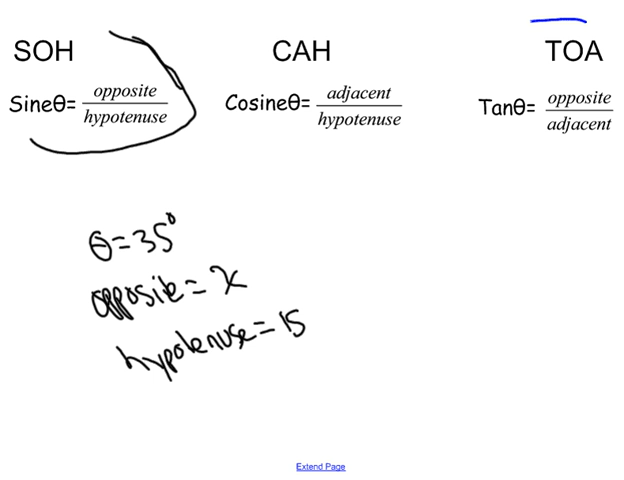 SOH CAH TOA
Sineθ= opposite / hypotenuse Cosineθ= adjacent / hypotenuse Tanθ= opposite / adjacent
θ=35°
opposite = x
hypotenuse = 15
Extend Page